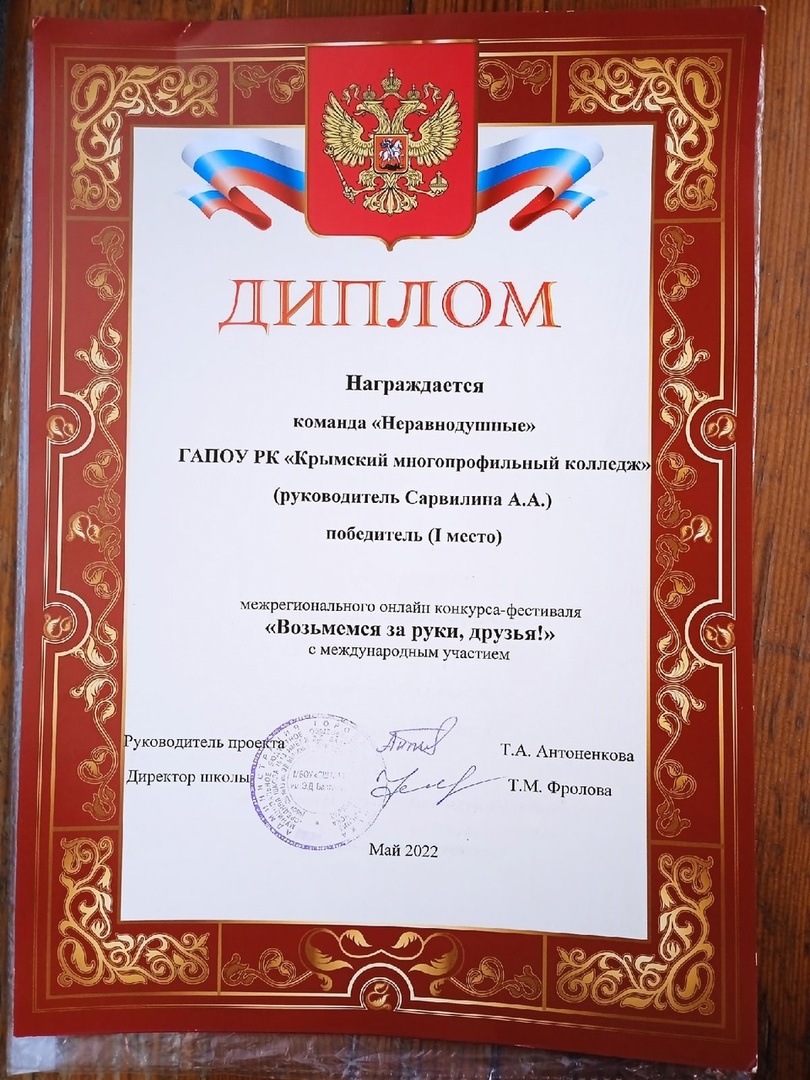 ДИПЛОМ
Награждается
команда «Неравнодушные»
ГАПОУ РК «Крымский многопрофильный колледж»
(руководитель Сарвилина А.А.)
победитель (I место)
межрегионального онлайн конкурса-фестиваля
«Возьмемся за руки, друзья!»
с международным участием
Руководитель проекта
Т.А. Антоненкова
Директор школы
Т.М. Фролова
Май 2022